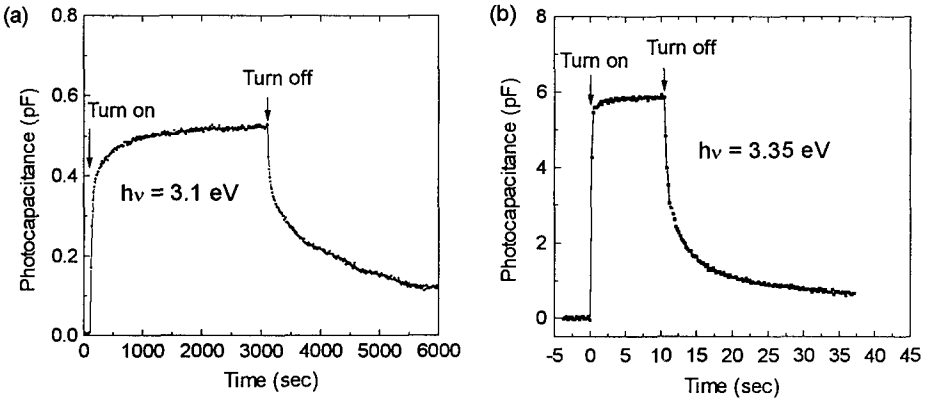 (a)
0.8
0.6
0.4
0.2
0.0
Photocapacitance (pF)
Turn on
Turn off
hν = 3.1 eV
0 1000 2000 3000 4000 5000 6000
Time (sec)
(b)
8
6
4
2
0
Photocapacitance (pF)
Turn on
Turn off
hν = 3.35 eV
-5 0 5 10 15 20 25 30 35 40 45
Time (sec)